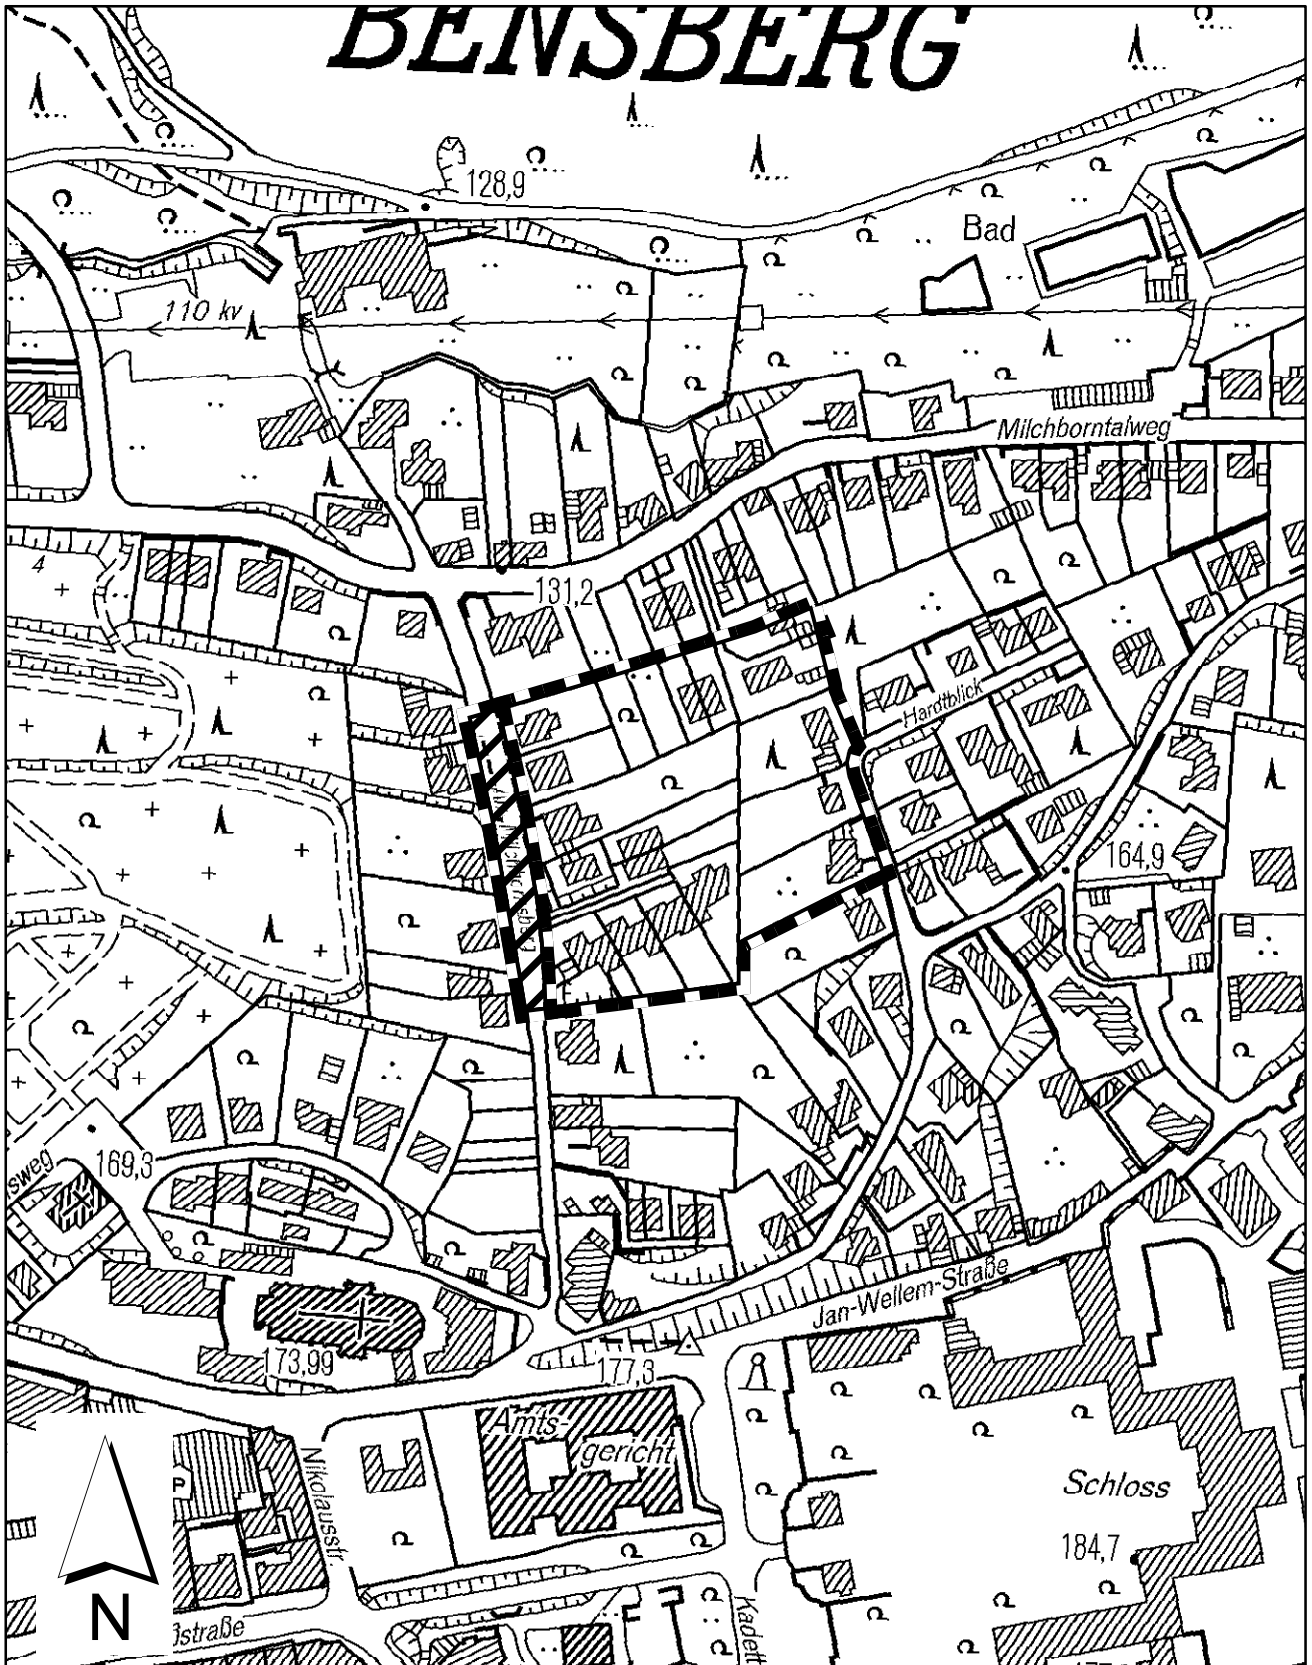 BENSBERG
128,9
Bad
110 kv
Milchborntalweg
4
131,2
Hardtblick
164,9
169,3
Jan-Wellem-Straße
173,99
177,3
Amts-
gericht
Nikolausstr.
P
Schloss
184,7
Kadett
N